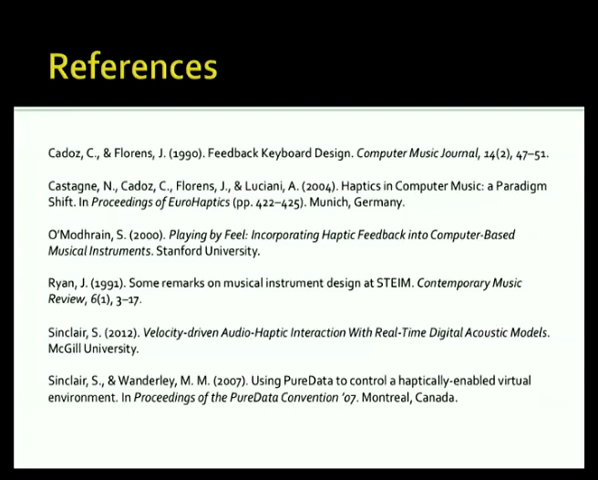 References
Cadoz, C., & Florens, J. (1990). Feedback Keyboard Design. Computer Music Journal, 14(2), 47–51.
Castagne, N., Cadoz, C., Florens, J., & Luciani, A. (2004). Haptics in Computer Music: a Paradigm
Shift. In Proceedings of EuroHaptics (pp. 422–425). Munich, Germany.
O'Modhrain, S. (2000). Playing by Feel: Incorporating Haptic Feedback into Computer-Based
Musical Instruments. Stanford University.
Ryan, J. (1991). Some remarks on musical instrument design at STEIM. Contemporary Music
Review, 6(1), 3–17.
Sinclair, S. (2012). Velocity-driven Audio-Haptic Interaction With Real-Time Digital Acoustic Models.
McGill University.
Sinclair, S., & Wanderley, M. M. (2007). Using PureData to control a haptically-enabled virtual
environment. In Proceedings of the PureData Convention '07. Montreal, Canada.